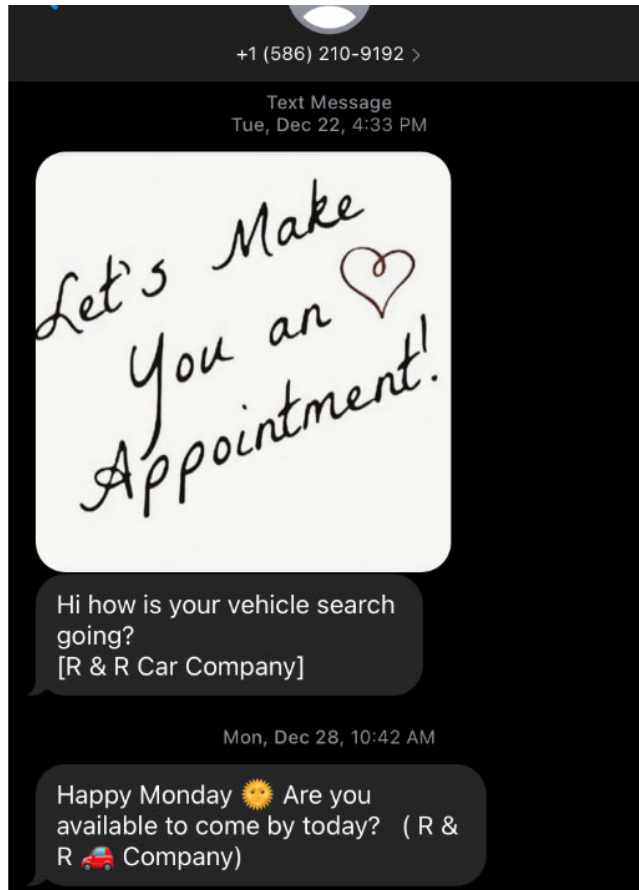 +1 (586) 210-9192 >
Text Message
Tue, Dec 22, 4:33 PM
Let's Make
You an
Appointment!
Hi how is your vehicle search
going?
[R & R Car Company]
Mon, Dec 28, 10:42 AM
Happy Monday 🌞 Are you
available to come by today? ( R &
R 🚗 Company)